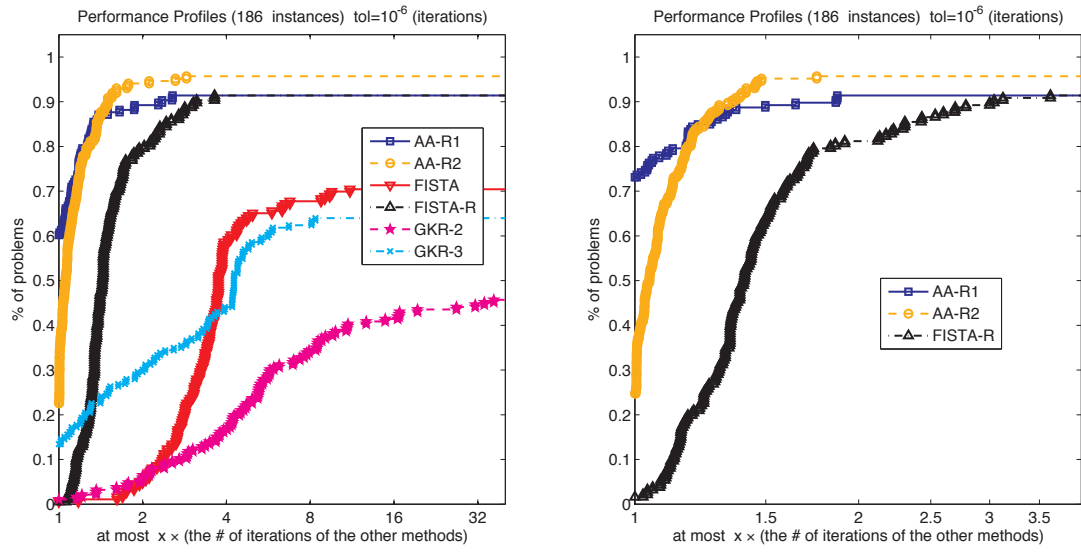 Performance Profiles (186 instances) tol=10^-6 (iterations)
% of problems
1
0.9
0.8
0.7
0.6
0.5
0.4
0.3
0.2
0.1
0
AA-R1
AA-R2
FISTA
FISTA-R
GKR-2
GKR-3
1 2 4 8 16 32
at most x × (the # of iterations of the other methods)
Performance Profiles (186 instances) tol=10^-6 (iterations)
% of problems
1
0.9
0.8
0.7
0.6
0.5
0.4
0.3
0.2
0.1
0
AA-R1
AA-R2
FISTA-R
1 1.5 2 2.5 3 3.5
at most x × (the # of iterations of the other methods)